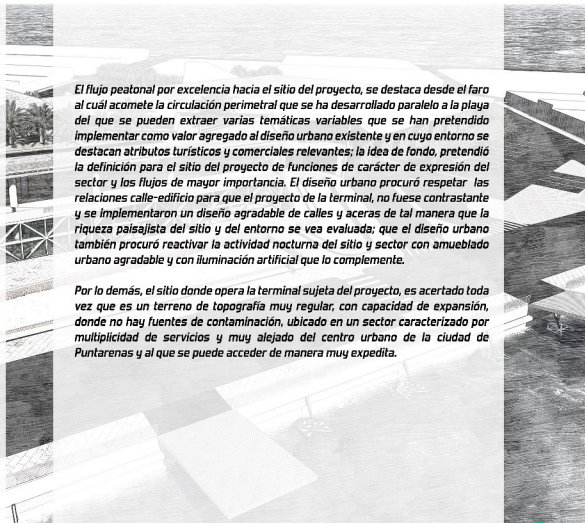 El flujo peatonal por excelencia hacia el sitio del proyecto, se destaca desde el faro
al cuál acomete la circulación perimetral que se ha desarrollado paralelo a la playa
del que se pueden extraer varias temáticas variables que se han pretendido
implementar como valor agregado al diseño urbano existente y en cuyo entorno se
destacan atributos turísticos y comerciales relevantes; la idea de fondo, pretendió
la definición para el sitio del proyecto de funciones de carácter de expresión del
sector y los flujos de mayor importancia. El diseño urbano procuró respetar las
relaciones calle-edificio para que el proyecto de la terminal, no fuese contrastante
y se implementaron un diseño agradable de calles y aceras de tal manera que la
riqueza paisajista del sitio y del entorno se vea evaluada; que el diseño urbano
también procuró reactivar la actividad nocturna del sitio y sector con amueblado
urbano agradable y con iluminación artificial que lo complemente.

Por lo demás, el sitio donde opera la terminal sujeta del proyecto, es acertado toda
vez que es un terreno de topografía muy regular, con capacidad de expansión,
donde no hay fuentes de contaminación, ubicado en un sector caracterizado por
multiplicidad de servicios y muy alejado del centro urbano de la ciudad de
Puntarenas y al que se puede acceder de manera muy expedita.